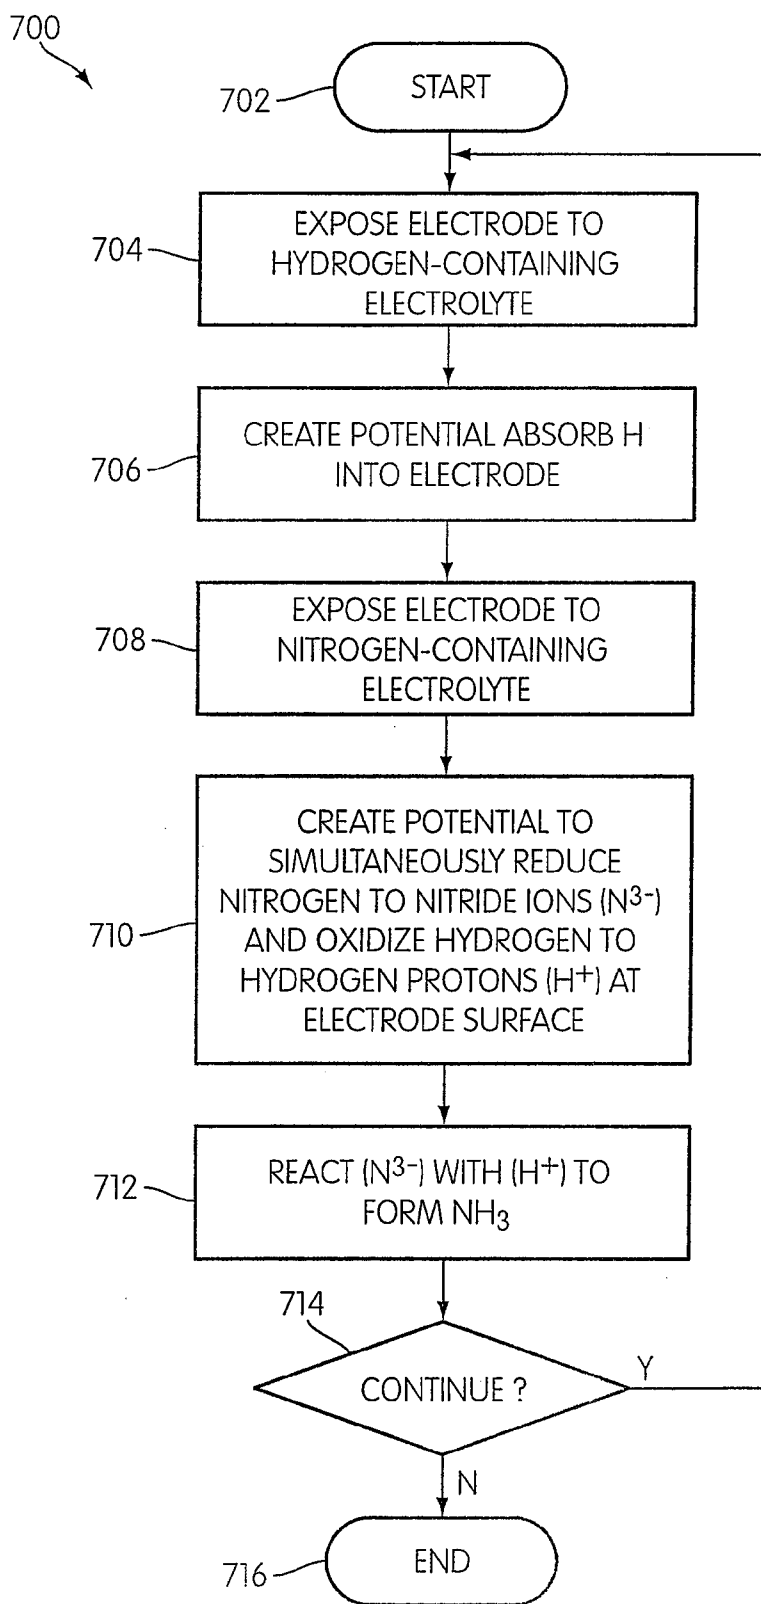 700
702
START
704
EXPOSE ELECTRODE TO
HYDROGEN-CONTAINING
ELECTROLYTE
706
CREATE POTENTIAL ABSORB H
INTO ELECTRODE
708
EXPOSE ELECTRODE TO
NITROGEN-CONTAINING
ELECTROLYTE
710
CREATE POTENTIAL TO
SIMULTANEOUSLY REDUCE
NITROGEN TO NITRIDE IONS (N³⁻)
AND OXIDIZE HYDROGEN TO
HYDROGEN PROTONS (H⁺) AT
ELECTRODE SURFACE
712
REACT (N³⁻) WITH (H⁺) TO
FORM NH₃
714
CONTINUE ?
Y
N
716
END